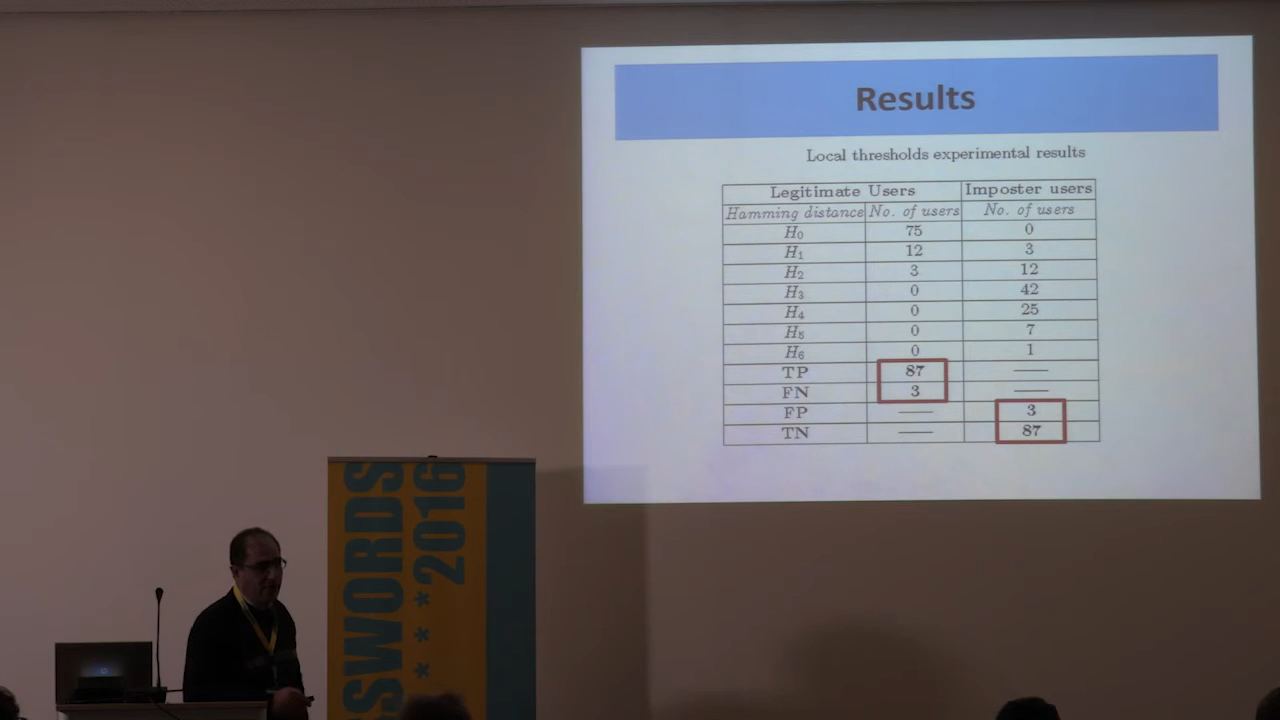 Results
Local thresholds experimental results
Legitimate Users Imposter users
Hamming distance No. of users No. of users
H0 75 0
H1 12 3
H2 3 12
H3 0 42
H4 0 25
H5 0 7
H6 0 1
TP 87 —
FN 3 —
FP — 3
TN — 87
SSWORDS
* * * *2016